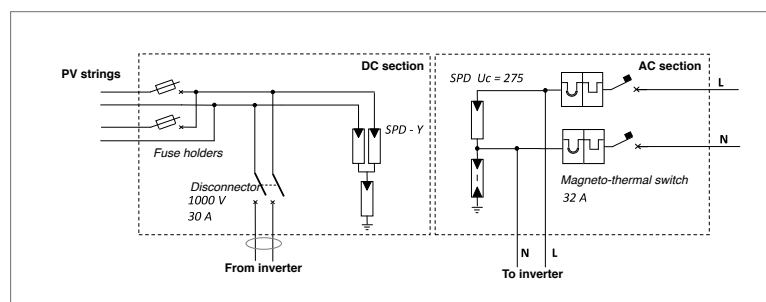 PV strings
DC section
SPD - Y
Fuse holders
Disconnector
1000 V
30 A
From inverter
AC section
SPD Uc = 275
L
N
Magneto-thermal switch
32 A
N
L
To inverter